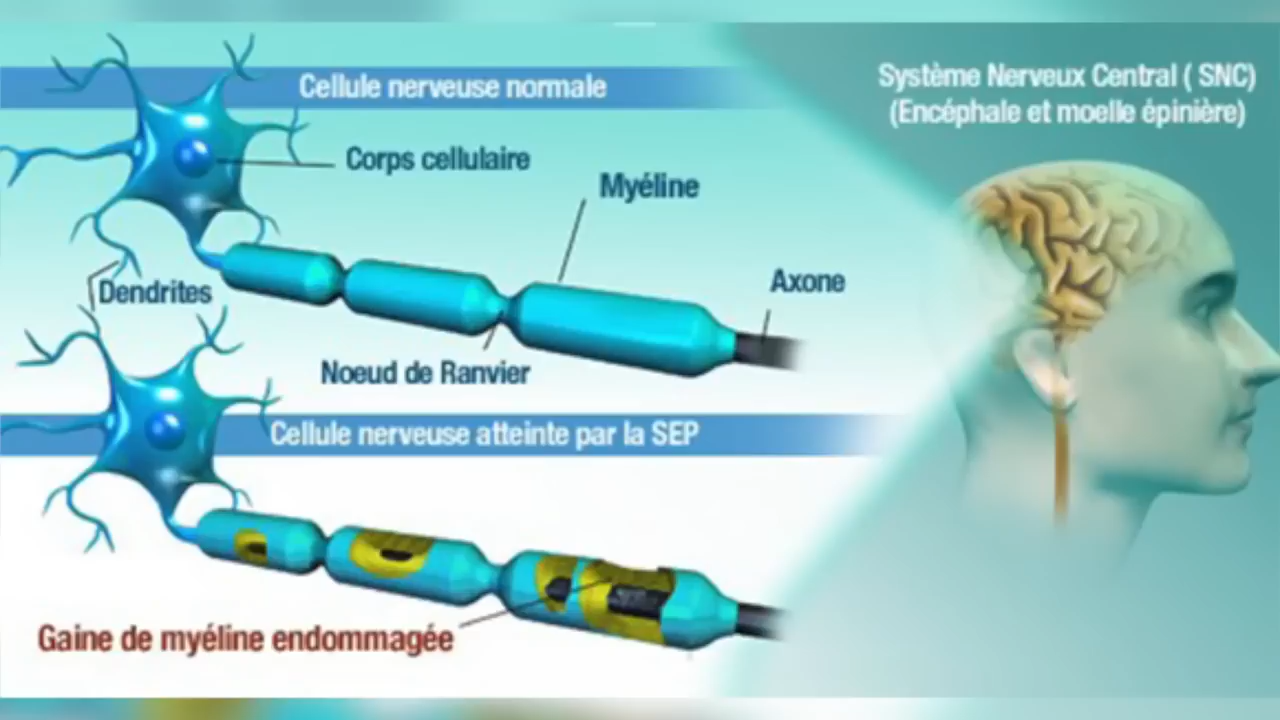 Cellule nerveuse normale
Corps cellulaire
Myéline
Axone
Dendrites
Noeud de Ranvier
Cellule nerveuse atteinte par la SEP
Gaine de myéline endommagée
Système Nerveux Central ( SNC)
(Encéphale et moelle épinière)